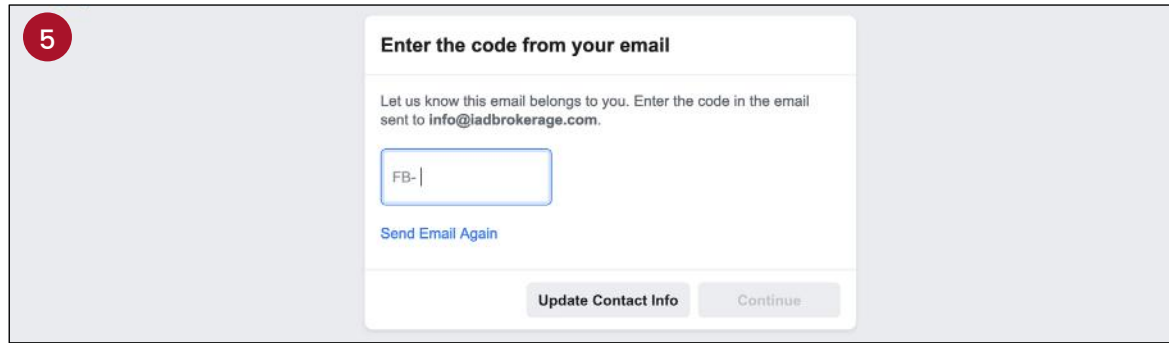 5
Enter the code from your email
Let us know this email belongs to you. Enter the code in the email
sent to info@iadbrokerage.com.
FB-
Send Email Again
Update Contact Info
Continue